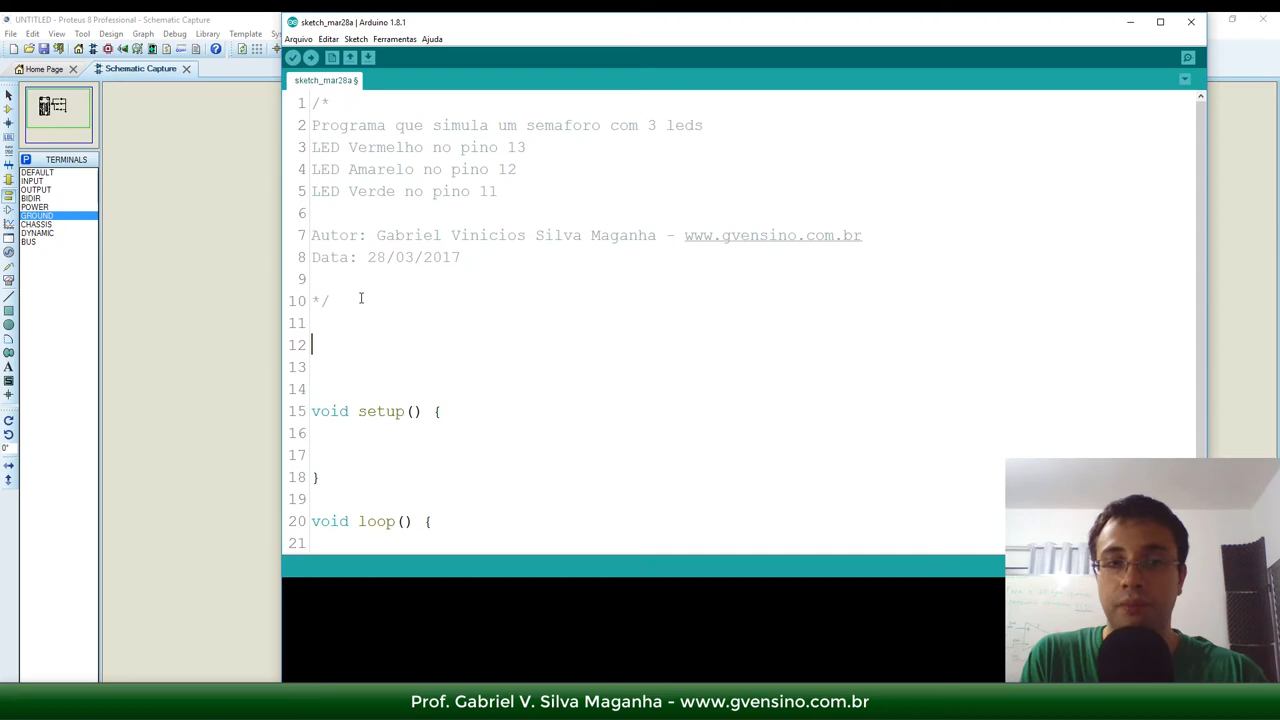 UNTITLED - Proteus 8 Professional - Schematic Capture
File Edit View Tool Design Graph Debug Library Template
Home Page
Schematic Capture
P TERMINALS
DEFAULT
INPUT
OUTPUT
BIDIR
POWER
GROUND
CHASSIS
DYNAMIC
BUS
0°
sketch_mar28a | Arduino 1.8.1
Arquivo Editar Sketch Ferramentas Ajuda
sketch_mar28a §
1 /*
2 Programa que simula um semaforo com 3 leds
3 LED Vermelho no pino 13
4 LED Amarelo no pino 12
5 LED Verde no pino 11
6
7 Autor: Gabriel Vinicios Silva Maganha - www.gvensino.com.br
8 Data: 28/03/2017
9
10 */
11
12
13
14
15 void setup() {
16
17
18 }
19
20 void loop() {
21
Prof. Gabriel V. Silva Maganha - www.gvensino.com.br